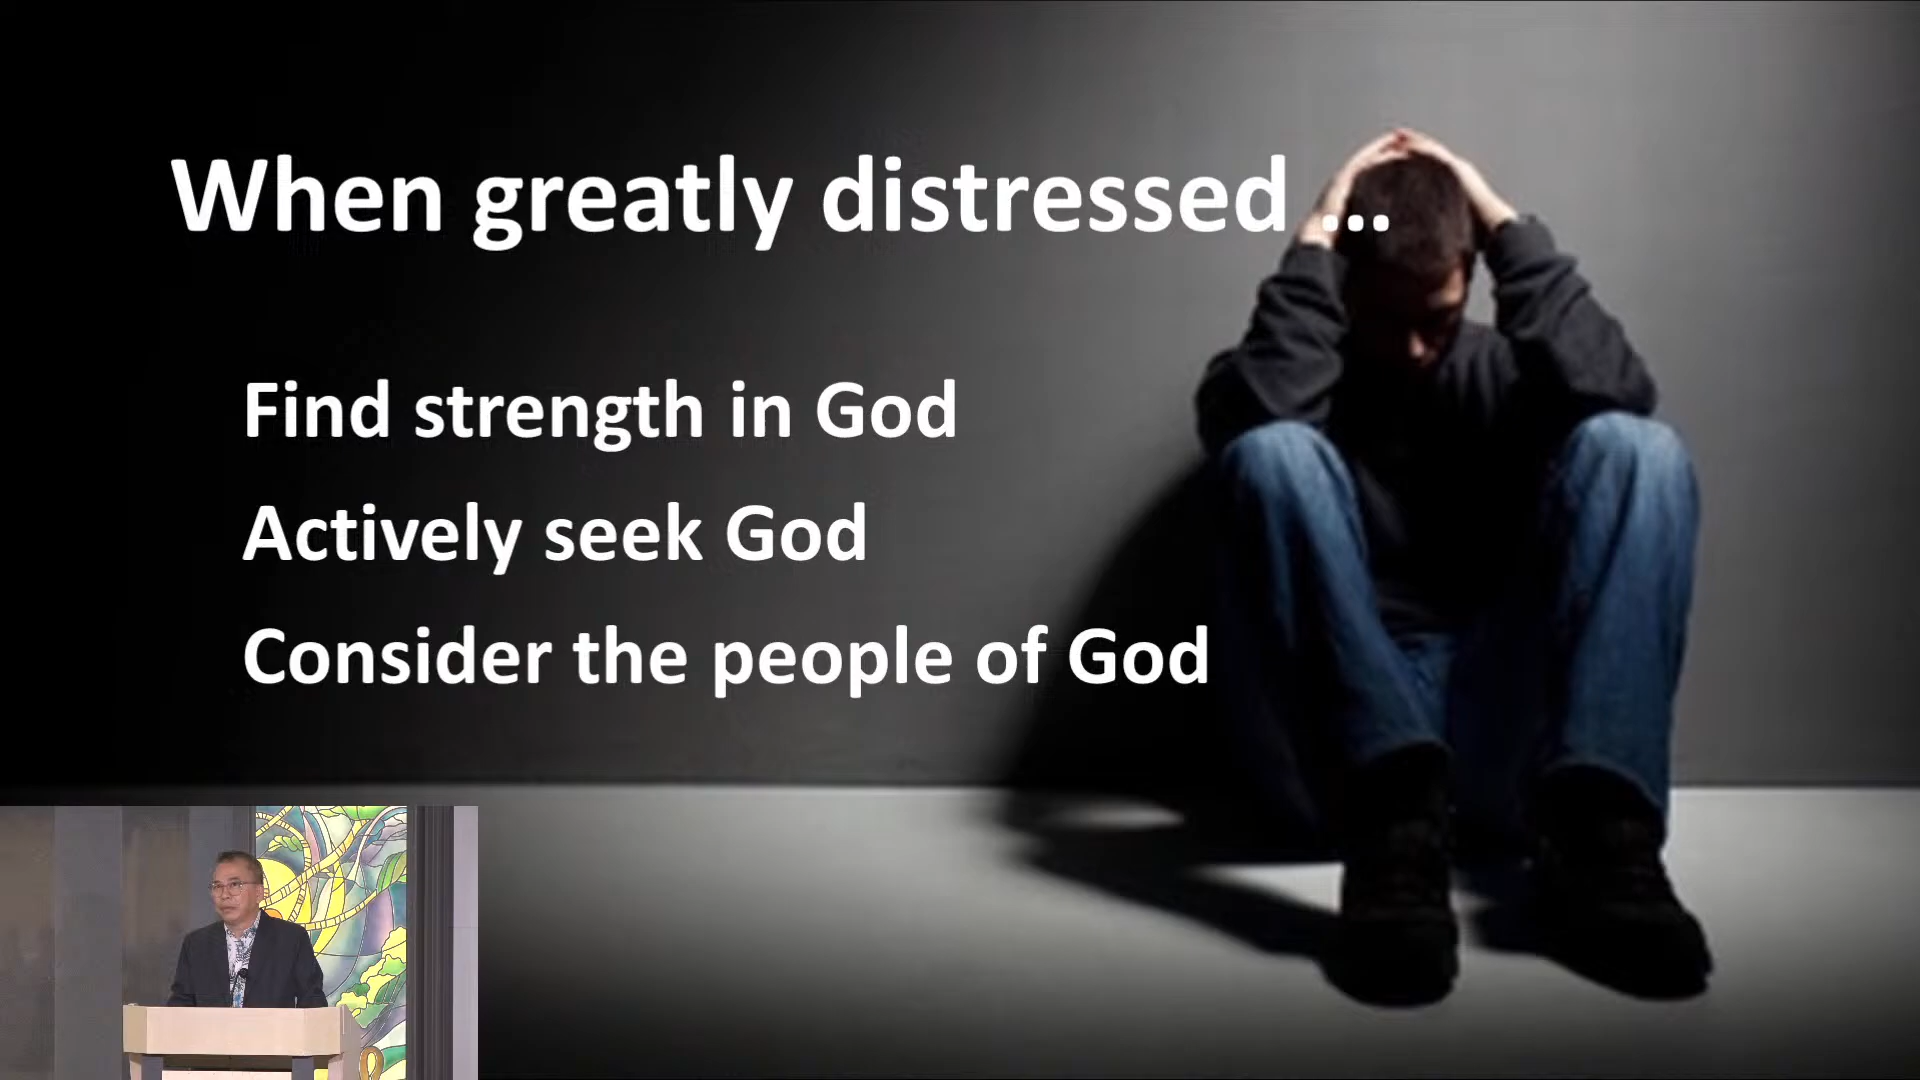 When greatly distressed ...
Find strength in God
Actively seek God
Consider the people of God